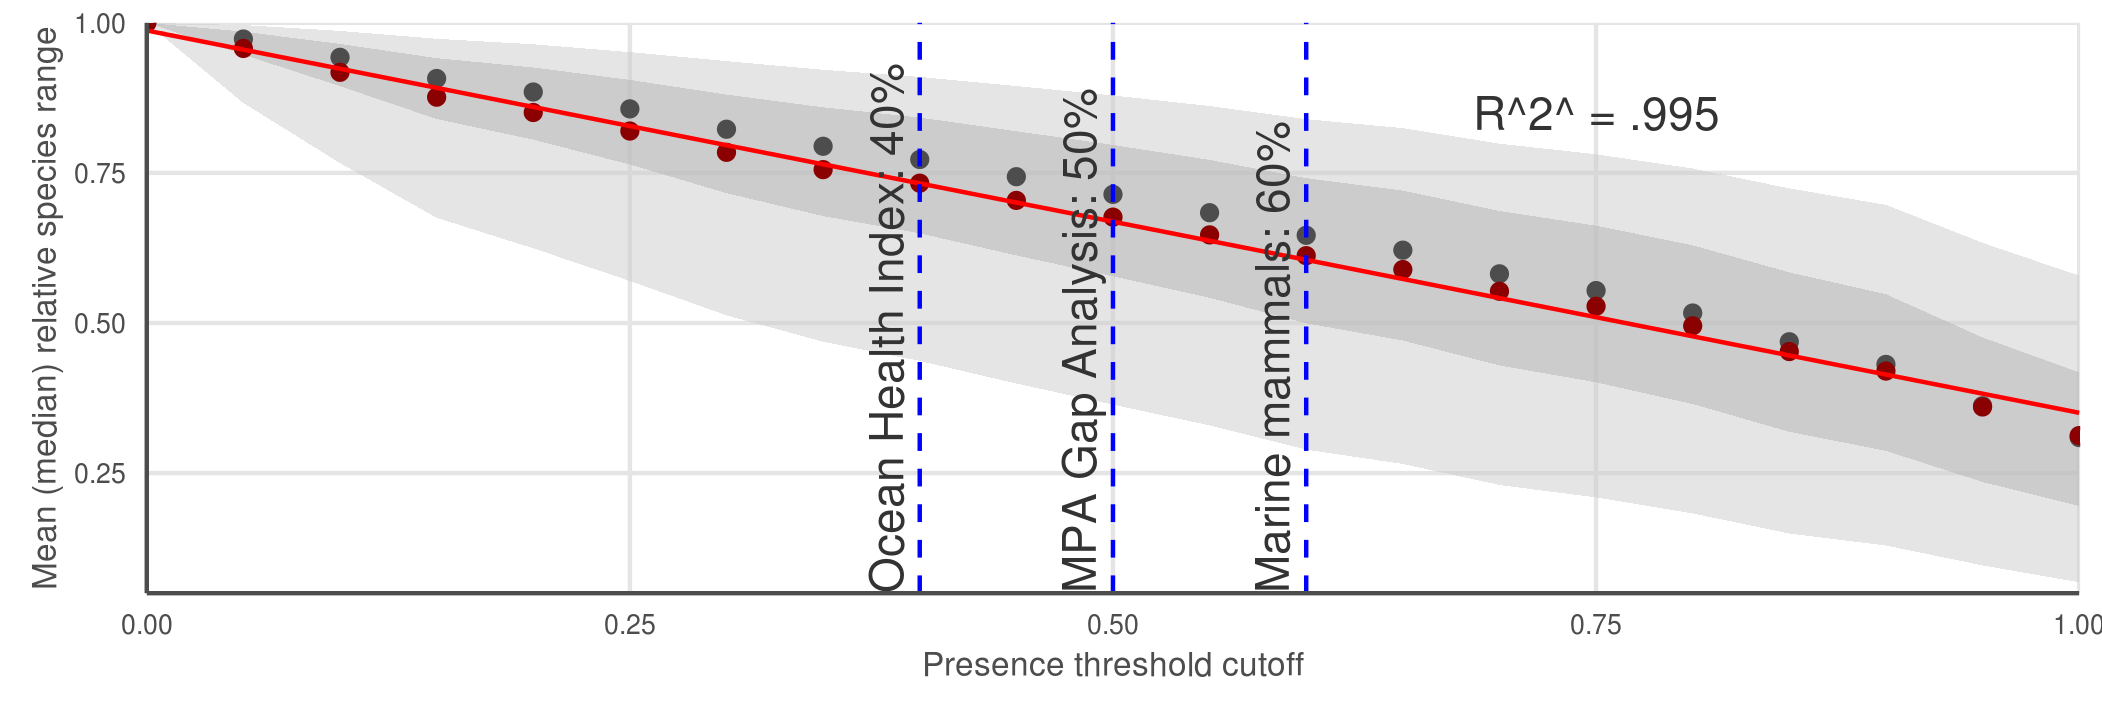 Mean (median) relative species range
1.00
0.75
0.50
0.25
Ocean Health Index: 40%
MPA Gap Analysis: 50%
Marine mammals: 60%
R^2^ = .995
0.00
0.25
0.50
0.75
1.00
Presence threshold cutoff